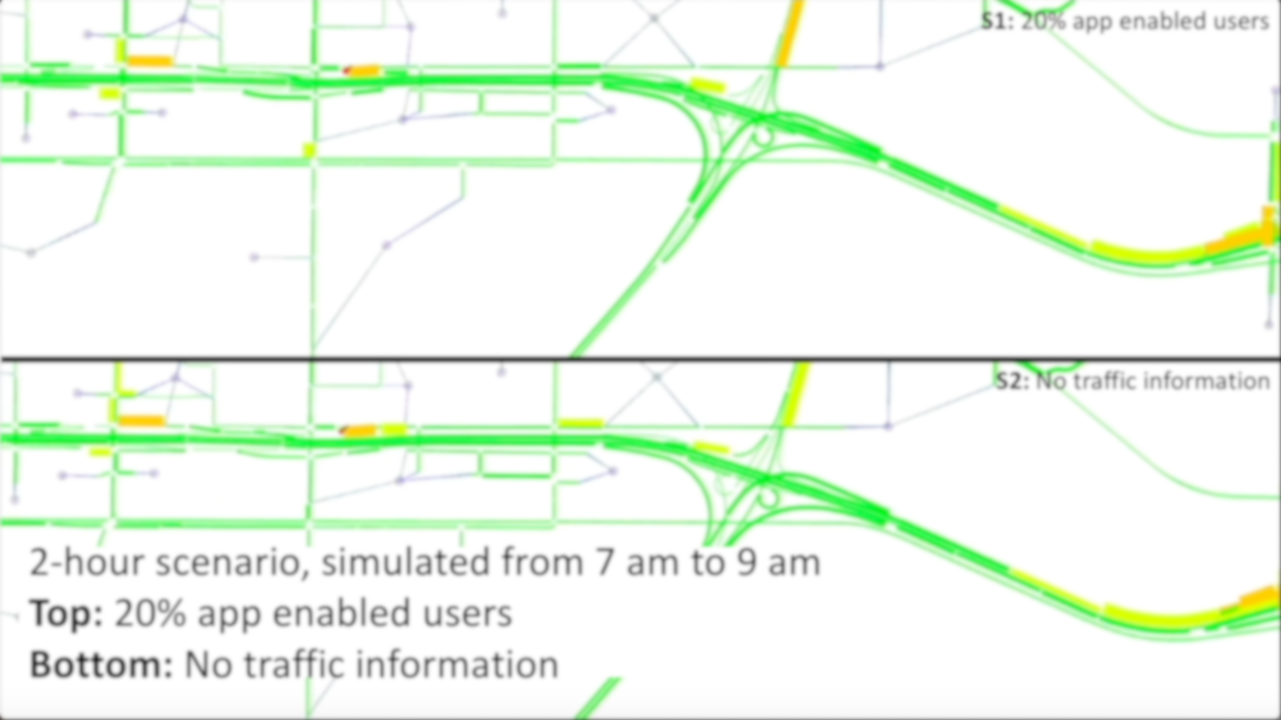 S1: 20% app enabled users
S2: No traffic information
2-hour scenario, simulated from 7 am to 9 am
Top: 20% app enabled users
Bottom: No traffic information